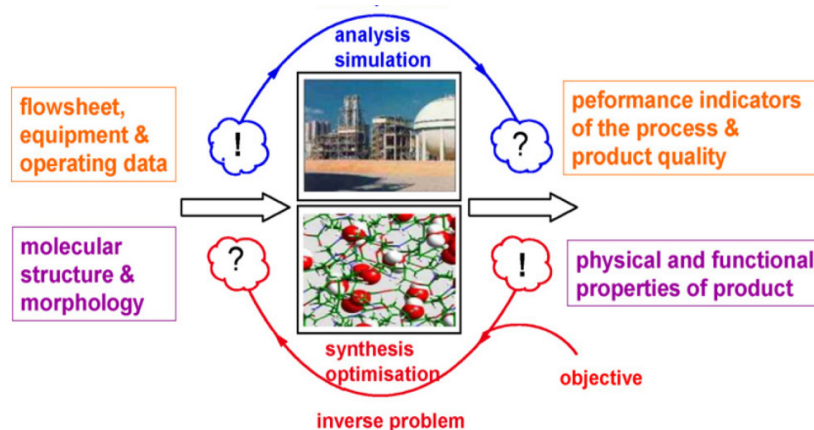 analysis
simulation
flowsheet,
equipment &
operating data
!
?
peformance indicators
of the process &
product quality
molecular
structure &
morphology
?
!
physical and functional
properties of product
synthesis
optimisation
objective
inverse problem